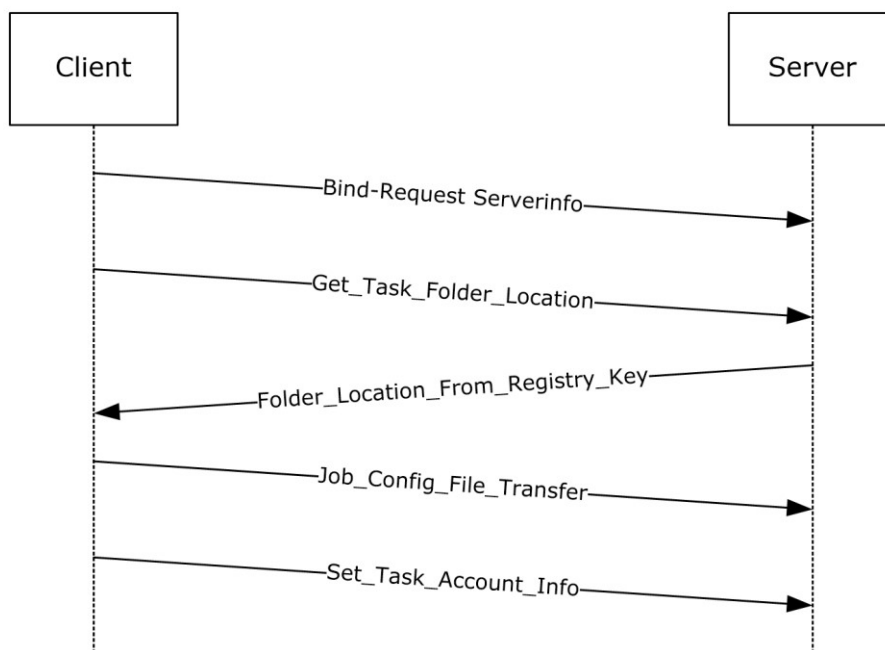 Client
Server
Bind-Request Serverinfo
Get_Task_Folder_Location
Folder_Location_From_Registry_Key
Job_Config_File_Transfer
Set_Task_Account_Info